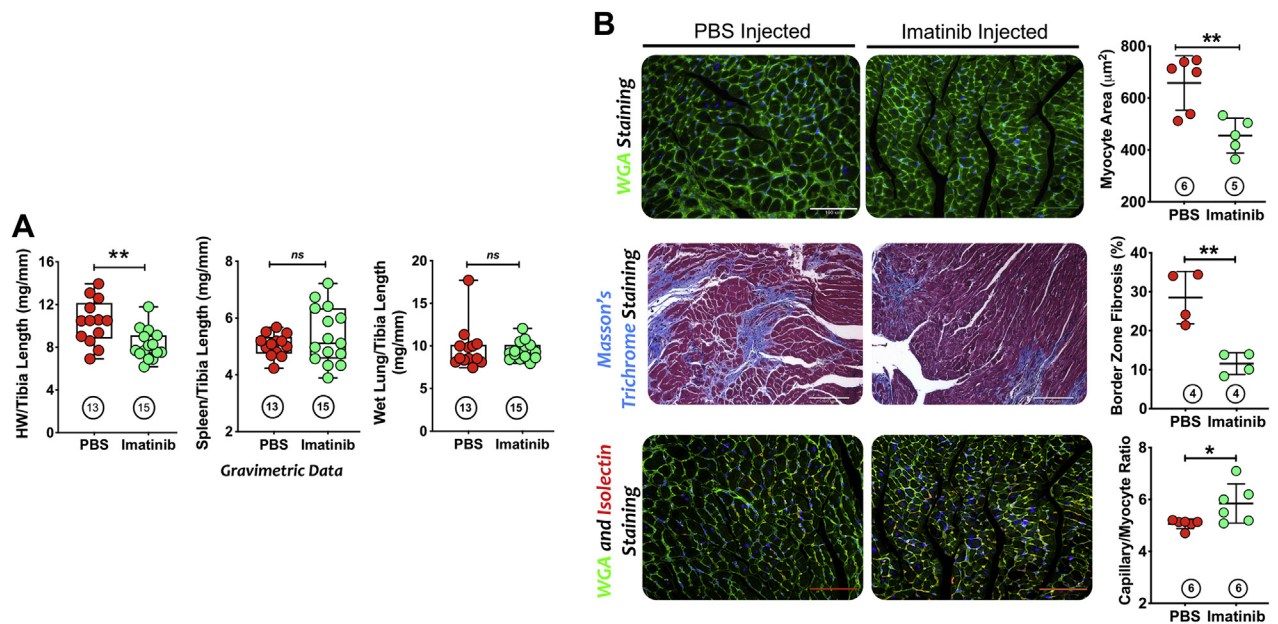 A
HW/Tibia Length (mg/mm)
16
12
8
4
0
**
13
15
PBS
Imatinib
Spleen/Tibia Length (mg/g/mm)
8
6
4
2
ns
13
15
PBS
Imatinib
Wet Lung/Tibia Length
(mg/mm)
20
15
10
5
0
ns
13
15
PBS
Imatinib
Gravimetric Data
B
PBS Injected
Imatinib Injected
WGA Staining
Myocyte Area (μm²)
800
600
400
200
**
6
5
PBS
Imatinib
Masson's
Trichrome Staining
Border Zone Fibrosis (%)
40
30
20
10
0
**
4
4
PBS
Imatinib
WGA and Isolectin
Staining
Capillary/Myocyte Ratio
8
6
4
2
*
6
6
PBS
Imatinib